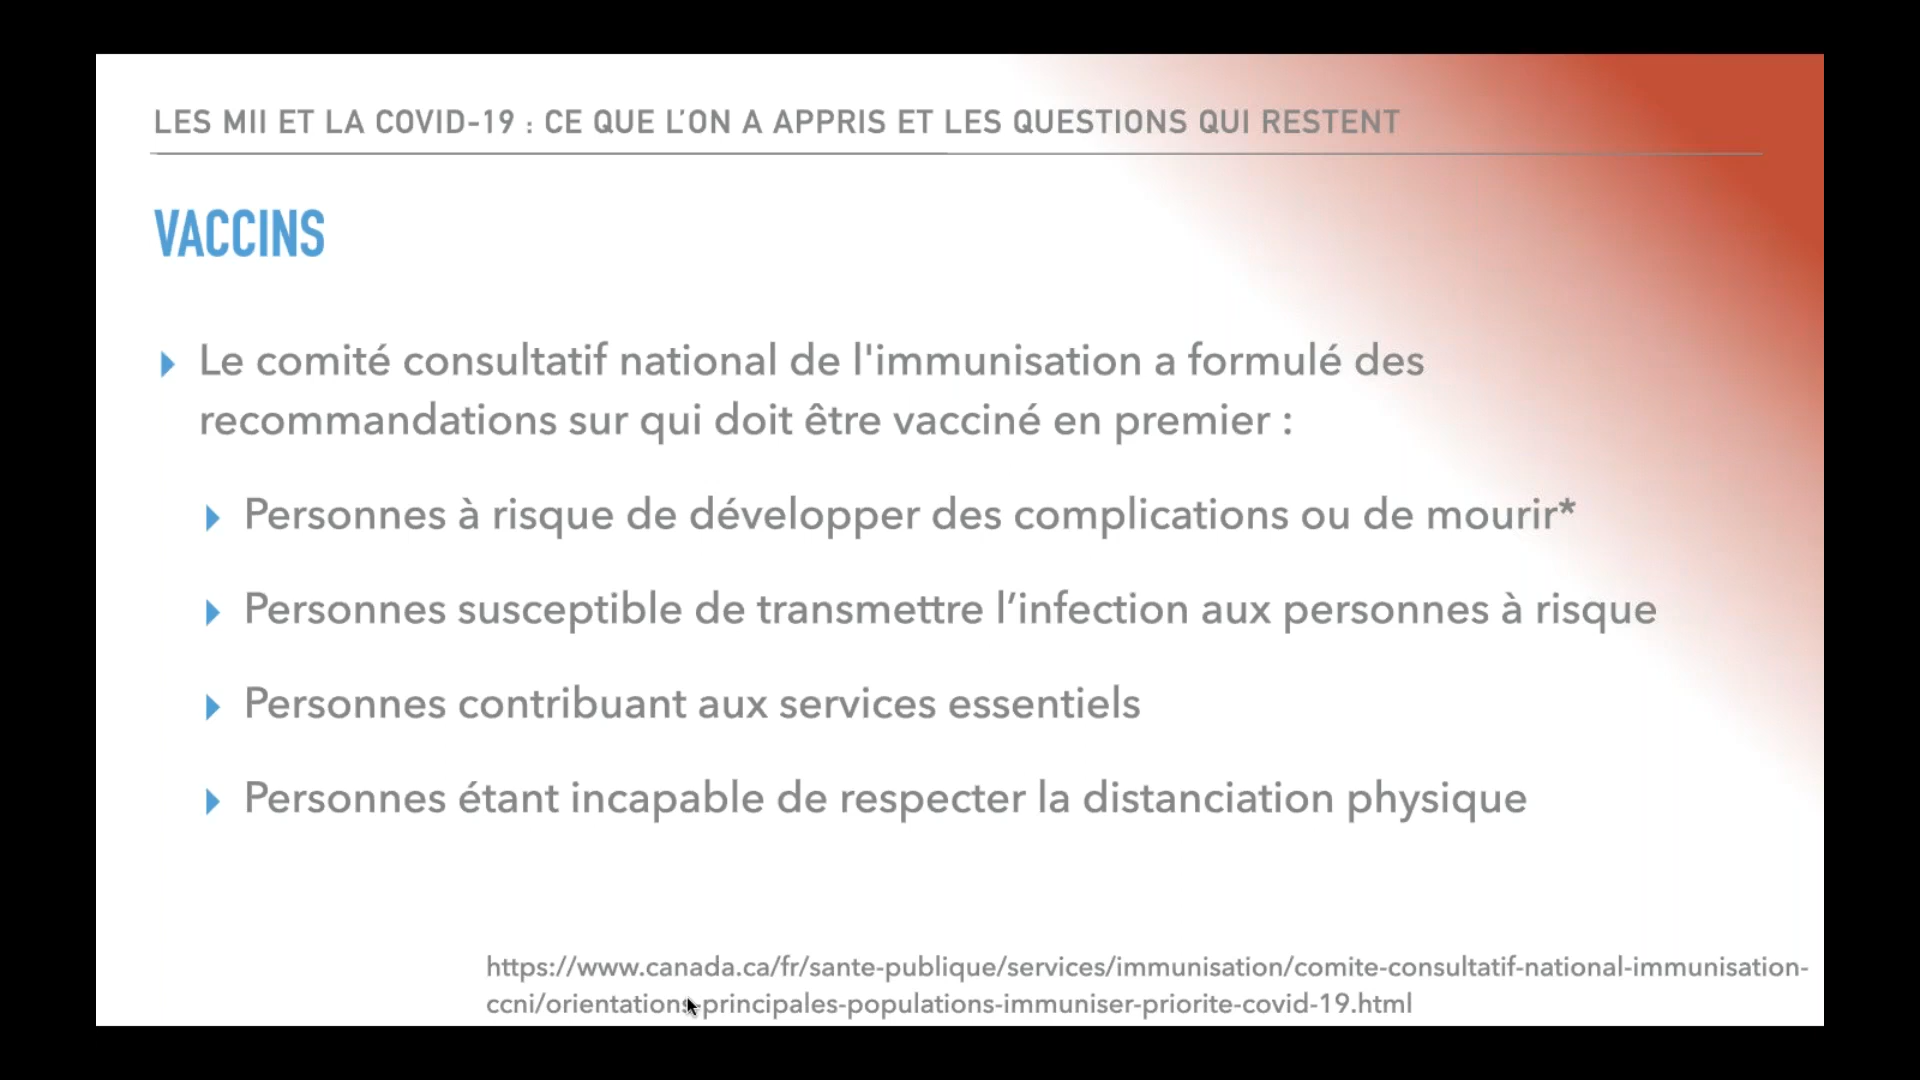 LES MII ET LA COVID-19 : CE QUE L’ON A APPRIS ET LES QUESTIONS QUI RESTENT
VACCINS
Le comité consultatif national de l'immunisation a formulé des
recommandations sur qui doit être vacciné en premier :
Personnes à risque de développer des complications ou de mourir*
Personnes susceptible de transmettre l’infection aux personnes à risque
Personnes contribuant aux services essentiels
Personnes étant incapable de respecter la distanciation physique
https://www.canada.ca/fr/sante-publique/services/immunisation/comite-consultatif-national-immunisation-
ccni/orientations-principales-populations-immuniser-priorite-covid-19.html